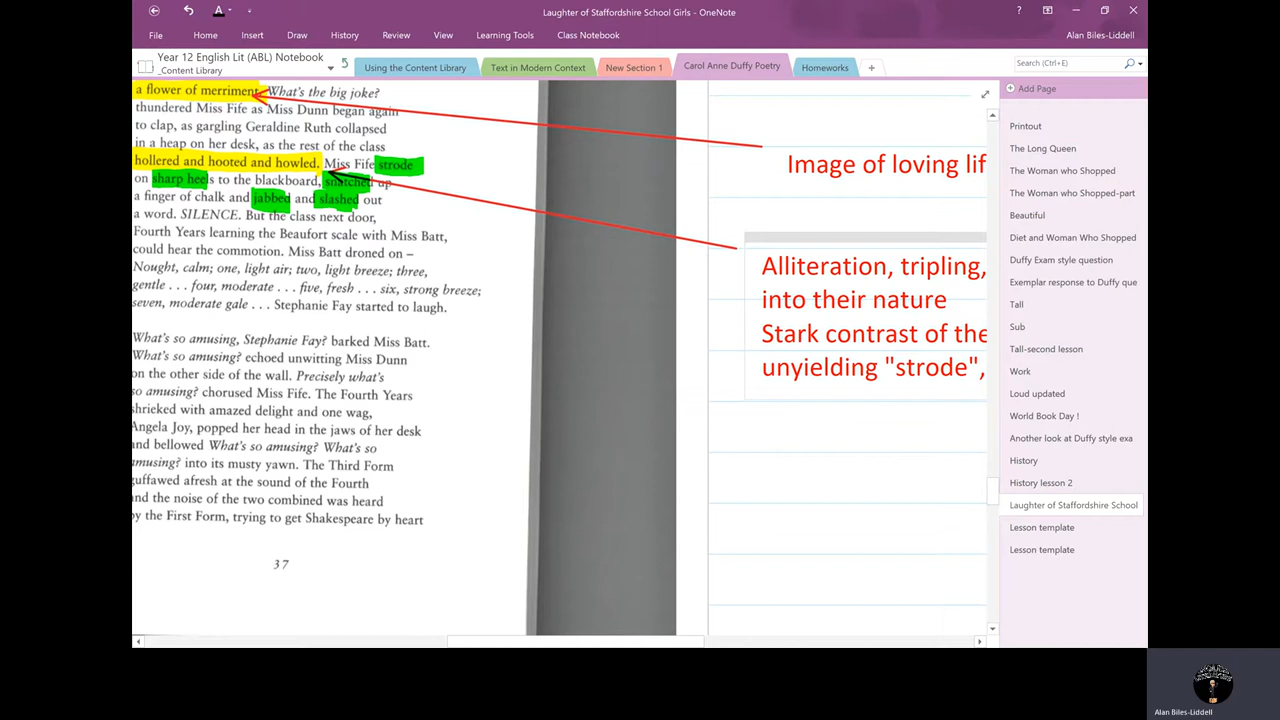 Laughter of Staffordshire School Girls - OneNote
Alan Biles-Liddell
File Home Insert Draw History Review View Learning Tools Class Notebook
Year 12 English Lit (ABL) Notebook
_Content Library
Using the Content Library
Text in Modern Context
New Section 1
Carol Anne Duffy Poetry
Homeworks
Search (Ctrl+E)
a flower of merriment. What's the big joke?
thundered Miss Fife as Miss Dunn began again
to clap, as gargling Geraldine Ruth collapsed
in a heap on her desk, as the rest of the class
hollered and hooted and howled. Miss Fife strode
on sharp heels to the blackboard, snatched up
a finger of chalk and jabbed and slashed out
a word. SILENCE. But the class next door,
Fourth Years learning the Beaufort scale with Miss Batt,
could hear the commotion. Miss Batt droned on –
Nought, calm; one, light air; two, light breeze; three,
gentle . . . four, moderate . . . five, fresh . . . six, strong breeze;
seven, moderate gale . . . Stephanie Fay started to laugh.
What's so amusing, Stephanie Fay? barked Miss Batt.
What's so amusing? echoed unwitting Miss Dunn
on the other side of the wall. Precisely what's
so amusing? chorused Miss Fife. The Fourth Years
shrieked with amazed delight and one wag,
Angela Joy, popped her head in the jaws of her desk
and bellowed What's so amusing? What's so
amusing? into its musty yawn. The Third Form
guffawed afresh at the sound of the Fourth
and the noise of the two combined was heard
by the First Form, trying to get Shakespeare by heart
37
Image of loving lif
Alliteration, tripling,
into their nature
Stark contrast of the
unyielding "strode",
Add Page
Printout
The Long Queen
The Woman who Shopped
The Woman who Shopped-part
Beautiful
Diet and Woman Who Shopped
Duffy Exam style question
Exemplar response to Duffy que
Tall
Sub
Tall-second lesson
Work
Loud updated
World Book Day !
Another look at Duffy style exa
History
History lesson 2
Laughter of Staffordshire School
Lesson template
Lesson template
Alan Biles-Liddell